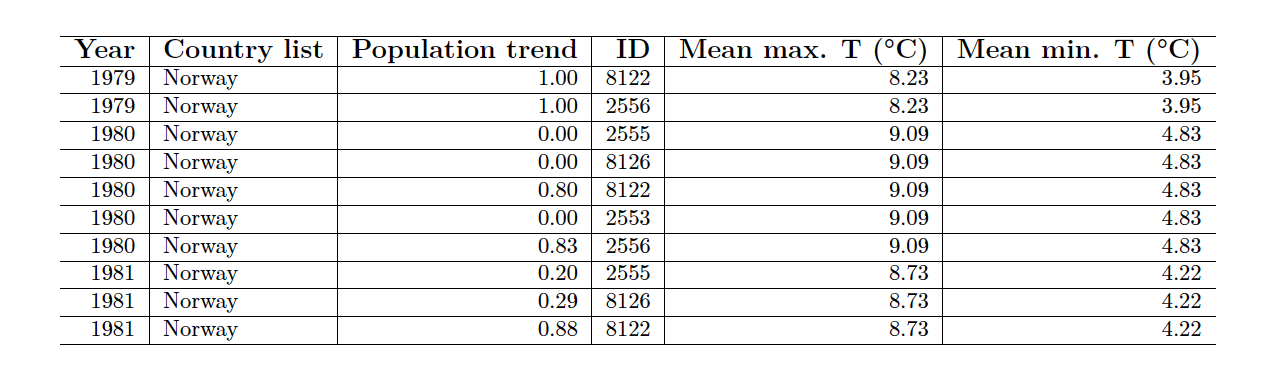 Year Country list Population trend ID Mean max. T (°C) Mean min. T (°C)
1979 Norway 1.00 8122 8.23 3.95
1979 Norway 1.00 2556 8.23 3.95
1980 Norway 0.00 2555 9.09 4.83
1980 Norway 0.00 8126 9.09 4.83
1980 Norway 0.80 8122 9.09 4.83
1980 Norway 0.00 2553 9.09 4.83
1980 Norway 0.83 2556 9.09 4.83
1981 Norway 0.20 2555 8.73 4.22
1981 Norway 0.29 8126 8.73 4.22
1981 Norway 0.88 8122 8.73 4.22